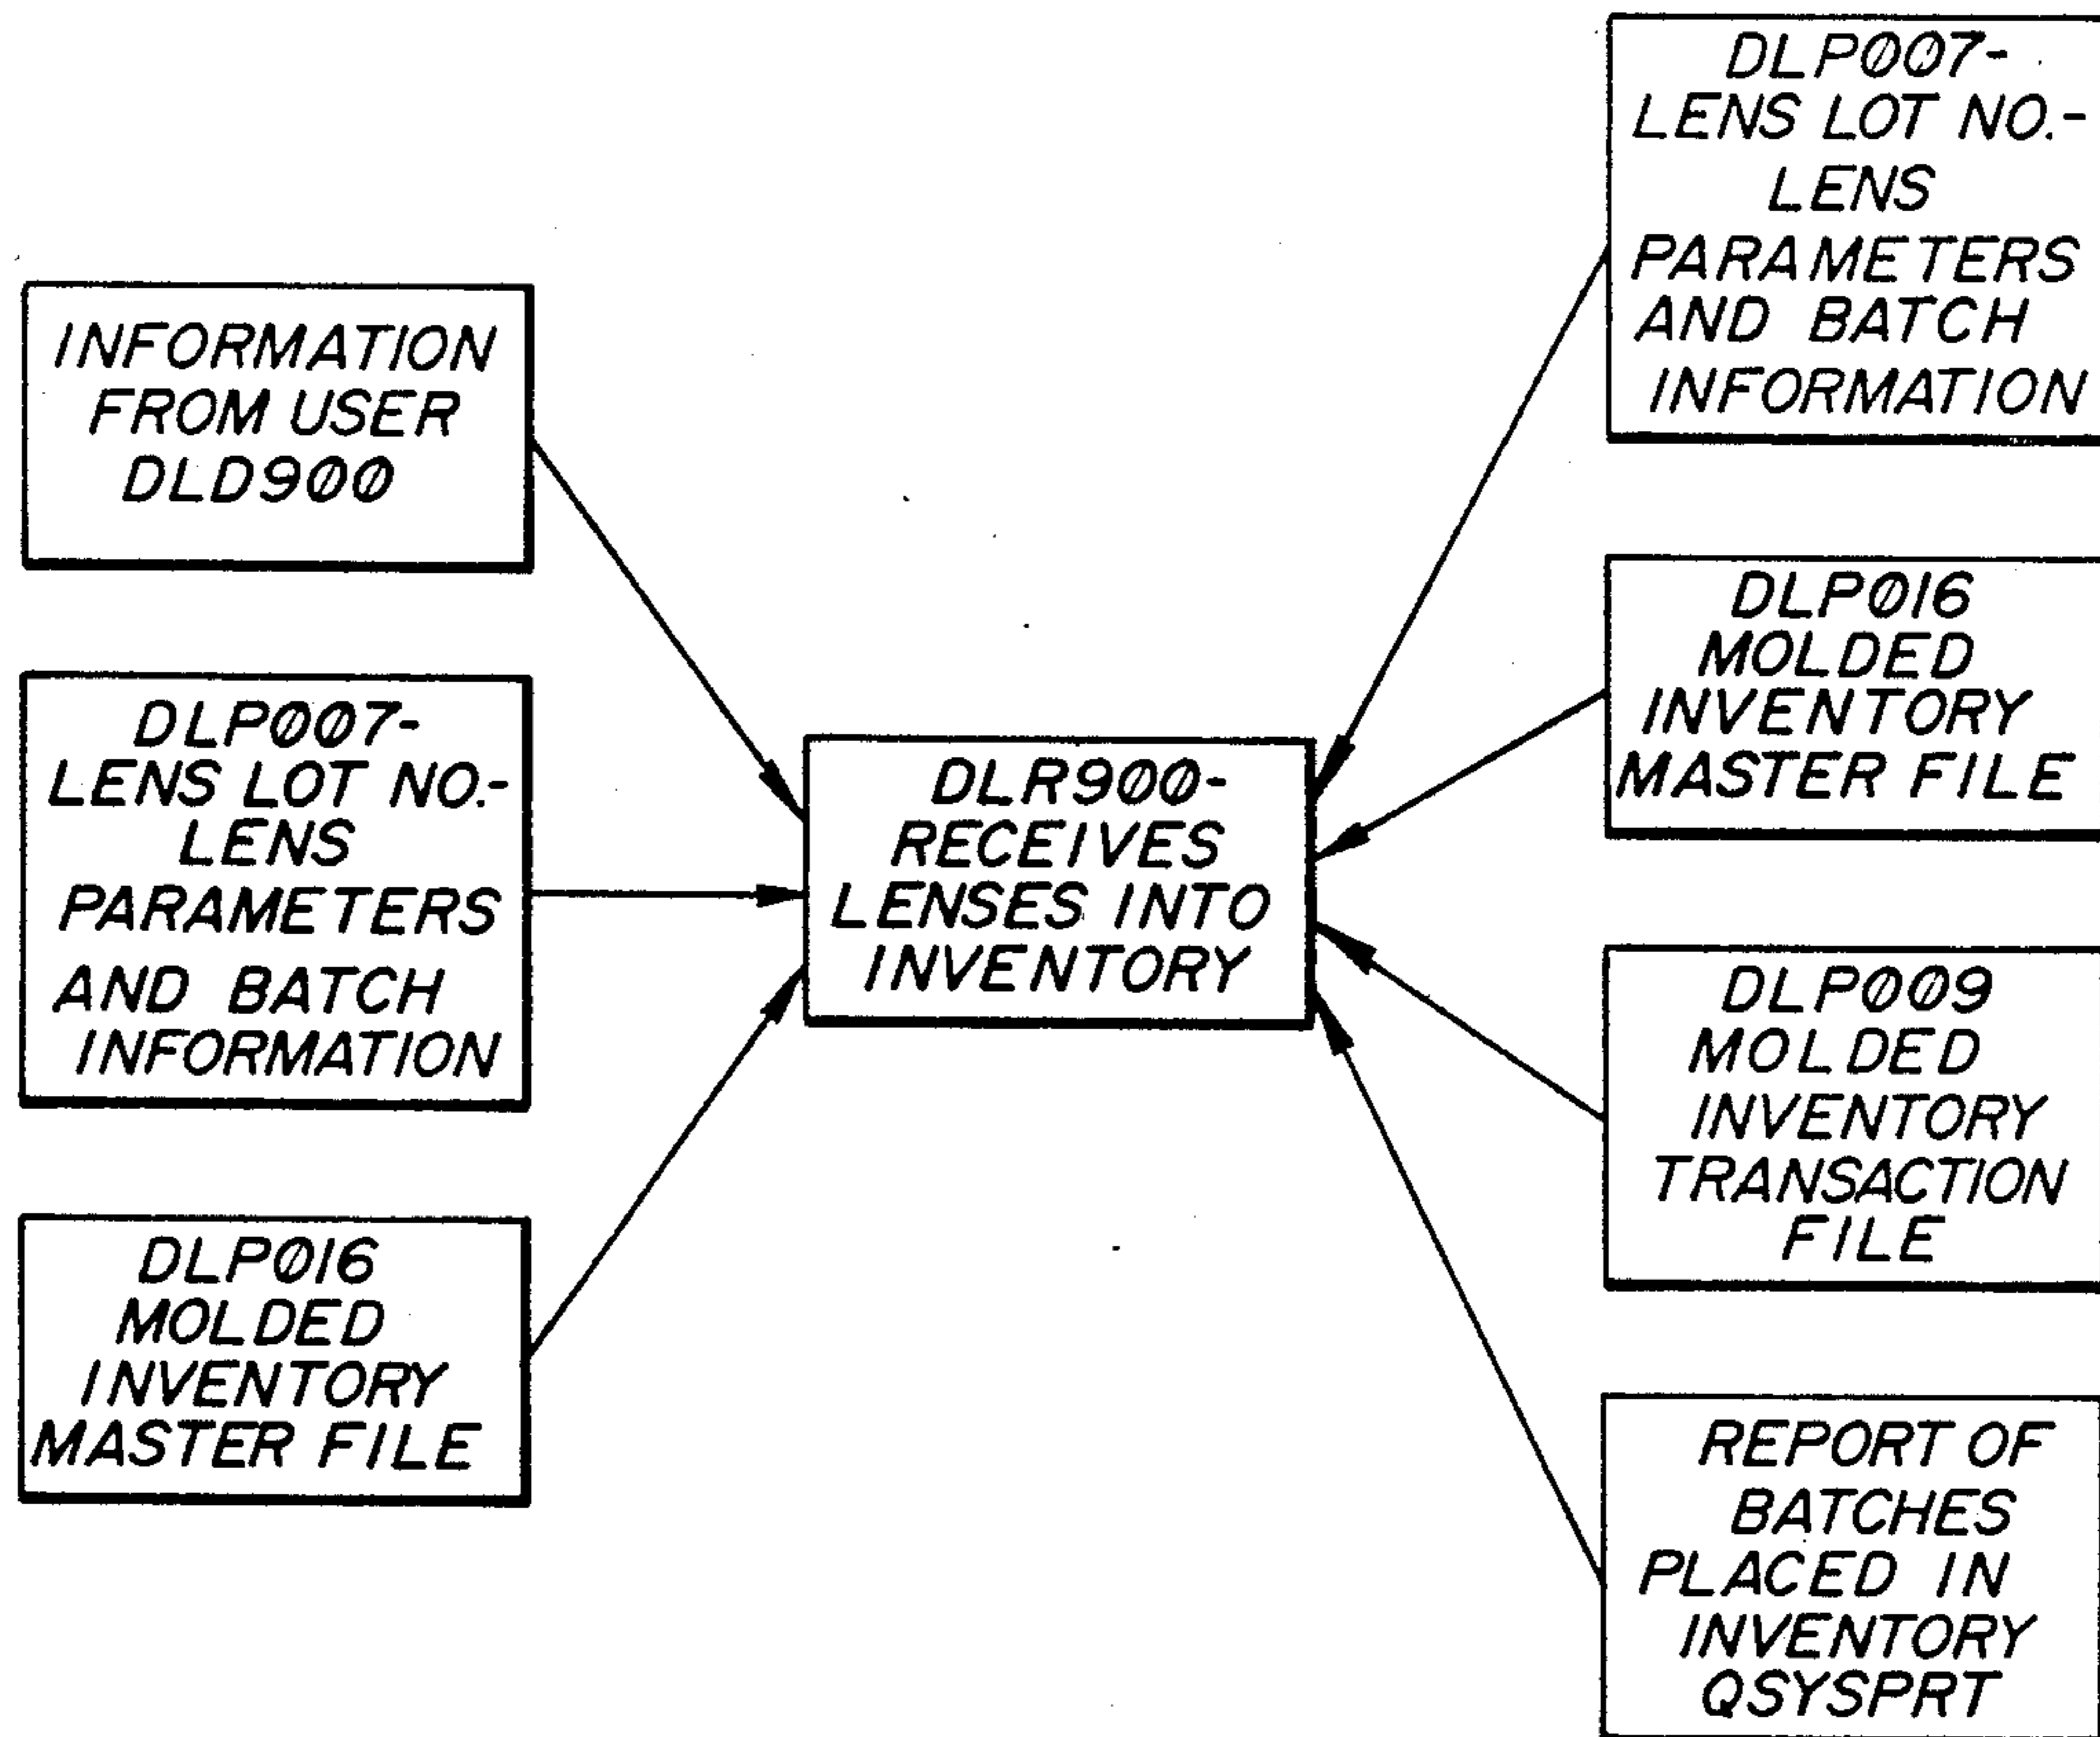 INFORMATION
FROM USER
DLD900
DLP007-
LENS LOT NO.-
LENS
PARAMETERS
AND BATCH
INFORMATION
DLP016
MOLDED
INVENTORY
MASTER FILE
DLR900-
RECEIVES
LENSES INTO
INVENTORY
DLP007-
LENS LOT NO.-
LENS
PARAMETERS
AND BATCH
INFORMATION
DLP016
MOLDED
INVENTORY
MASTER FILE
DLP009
MOLDED
INVENTORY
TRANSACTION
FILE
REPORT OF
BATCHES
PLACED IN
INVENTORY
QSYSPRT